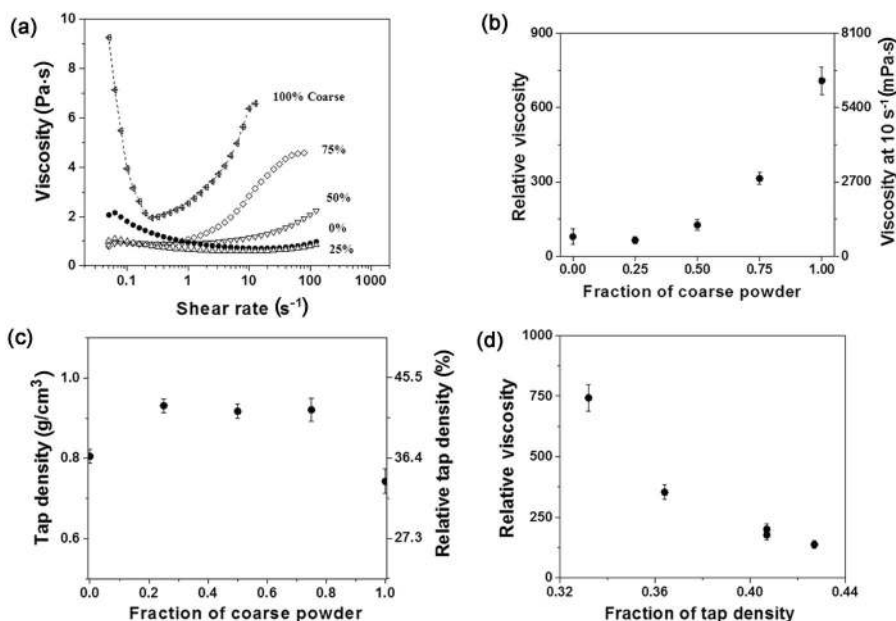 (a)
10
8
6
4
2
0
Viscosity (Pa·s)
100% Coarse
75%
50%
0%
25%
0.1 1 10 100 1000
Shear rate (s⁻¹)
(b)
900
600
300
0
Relative viscosity
8100
5400
2700
0
Viscosity at 10 s⁻¹ (mPa·s)
0.00 0.25 0.50 0.75 1.00
Fraction of coarse powder
(c)
1.0
0.8
0.6
Tap density (g/cm³)
45.5
36.4
27.3
Relative tap density (%)
0.0 0.2 0.4 0.6 0.8 1.0
Fraction of coarse powder
(d)
1000
750
500
250
0
Relative viscosity
0.32 0.36 0.40 0.44
Fraction of tap density